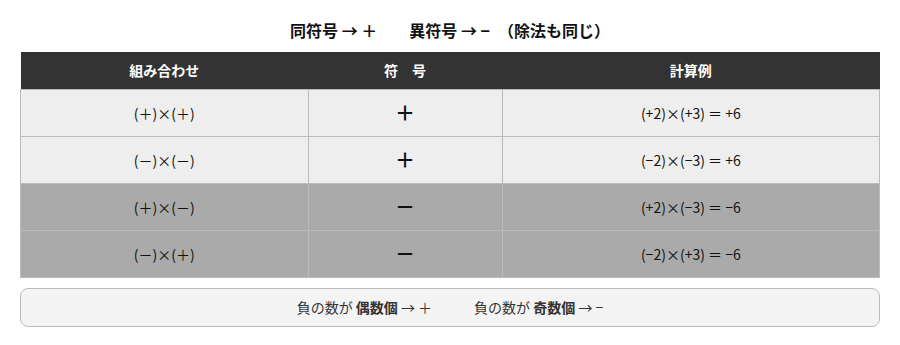 同符号 → ＋　　異符号 → − （除法も同じ）
組み合わせ　符　号　計算例
(＋)×(＋)　＋　(+2)×(+3) ＝ +6
(−)×(−)　＋　(−2)×(−3) ＝ +6
(＋)×(−)　−　(+2)×(−3) ＝ −6
(−)×(＋)　−　(−2)×(+3) ＝ −6
負の数が 偶数個 → ＋　　　負の数が 奇数個 → −